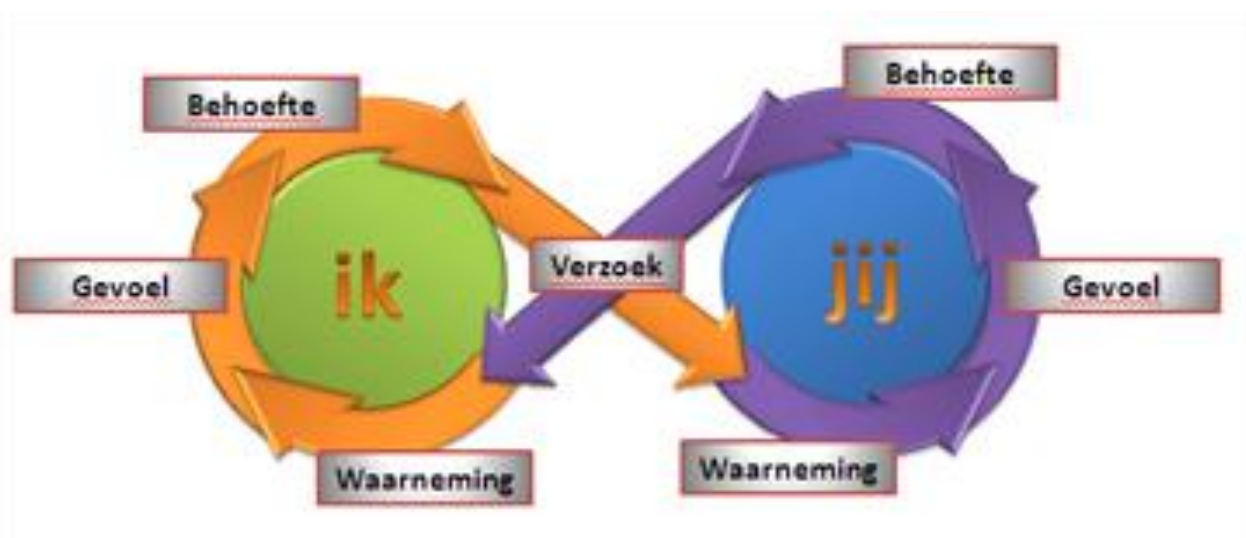 Behoefte
Behoefte
Gevoel
ik
Verzoek
jij
Gevoel
Waarneming
Waarneming